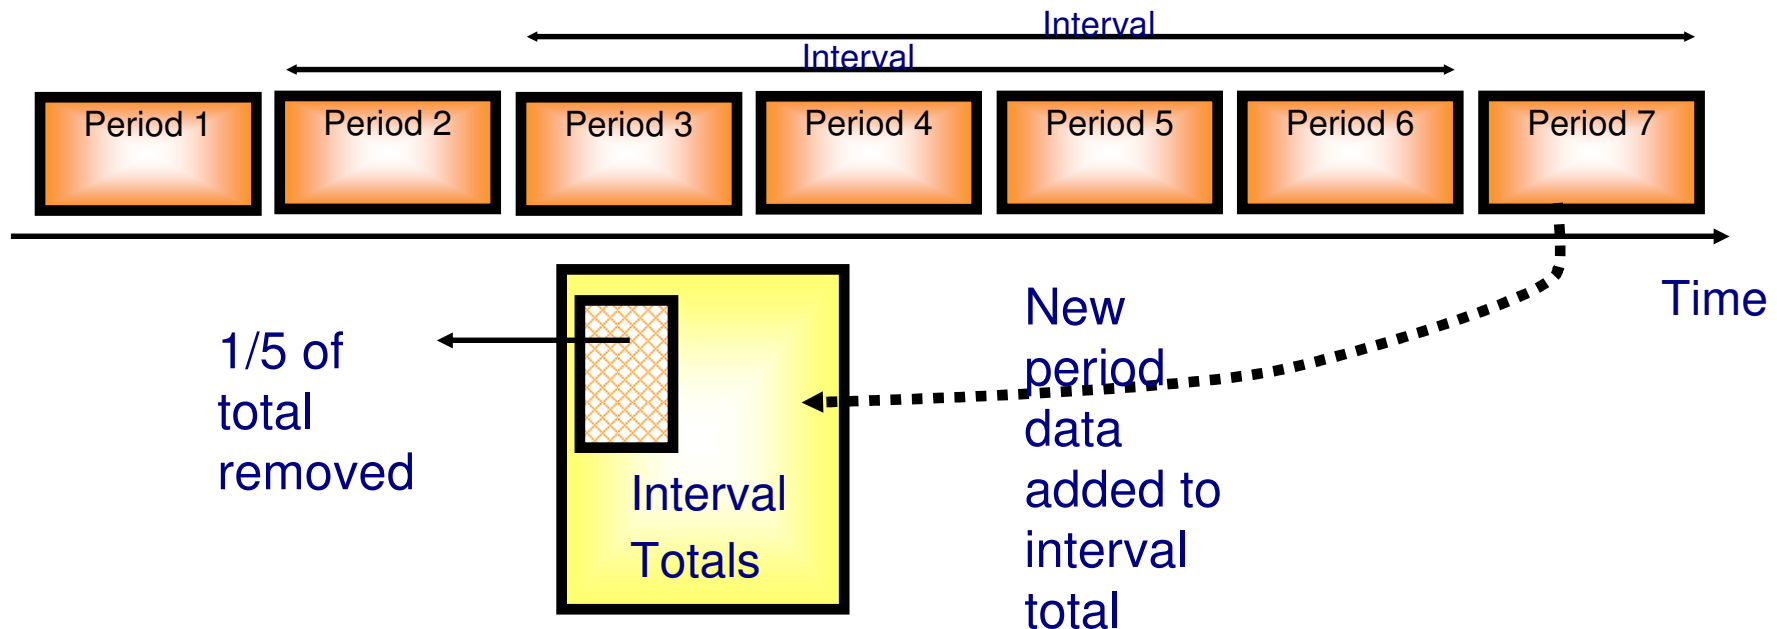 Interval
Interval
Period 1
Period 2
Period 3
Period 4
Period 5
Period 6
Period 7
Time
1/5 of
total
removed
Interval
Totals
New
period
data
added to
interval
total